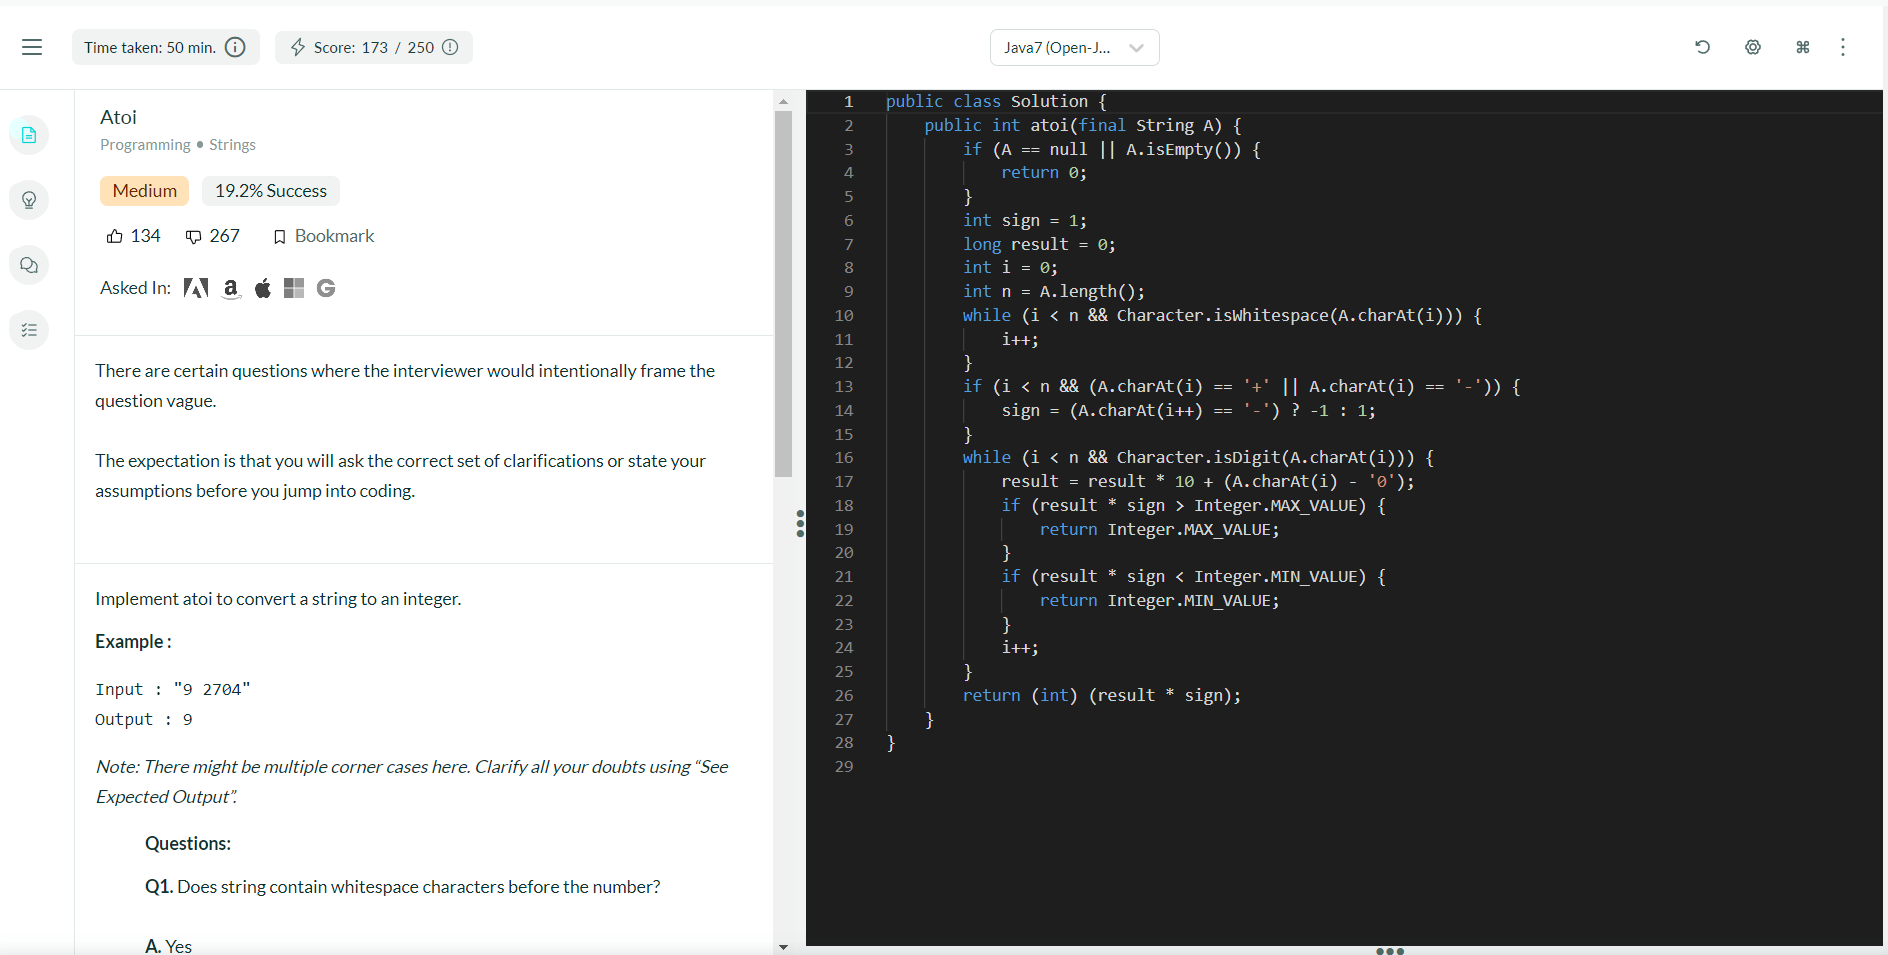 Time taken: 50 min.
Score: 173 / 250
Java7 (Open-J...
Atoi
Programming • Strings
Medium
19.2% Success
134
267
Bookmark
Asked In:
There are certain questions where the interviewer would intentionally frame the
question vague.
The expectation is that you will ask the correct set of clarifications or state your
assumptions before you jump into coding.
Implement atoi to convert a string to an integer.
Example :
Input : "9 2704"
Output : 9
Note: There might be multiple corner cases here. Clarify all your doubts using “See
Expected Output”.
Questions:
Q1. Does string contain whitespace characters before the number?
A. Yes
1 public class Solution {
2     public int atoi(final String A) {
3         if (A == null || A.isEmpty()) {
4             return 0;
5         }
6         int sign = 1;
7         long result = 0;
8         int i = 0;
9         int n = A.length();
10         while (i < n && Character.isWhitespace(A.charAt(i))) {
11             i++;
12         }
13         if (i < n && (A.charAt(i) == '+' || A.charAt(i) == '-')) {
14             sign = (A.charAt(i++) == '-') ? -1 : 1;
15         }
16         while (i < n && Character.isDigit(A.charAt(i))) {
17             result = result * 10 + (A.charAt(i) - '0');
18             if (result * sign > Integer.MAX_VALUE) {
19                 return Integer.MAX_VALUE;
20             }
21             if (result * sign < Integer.MIN_VALUE) {
22                 return Integer.MIN_VALUE;
23             }
24             i++;
25         }
26         return (int) (result * sign);
27     }
28 }
29